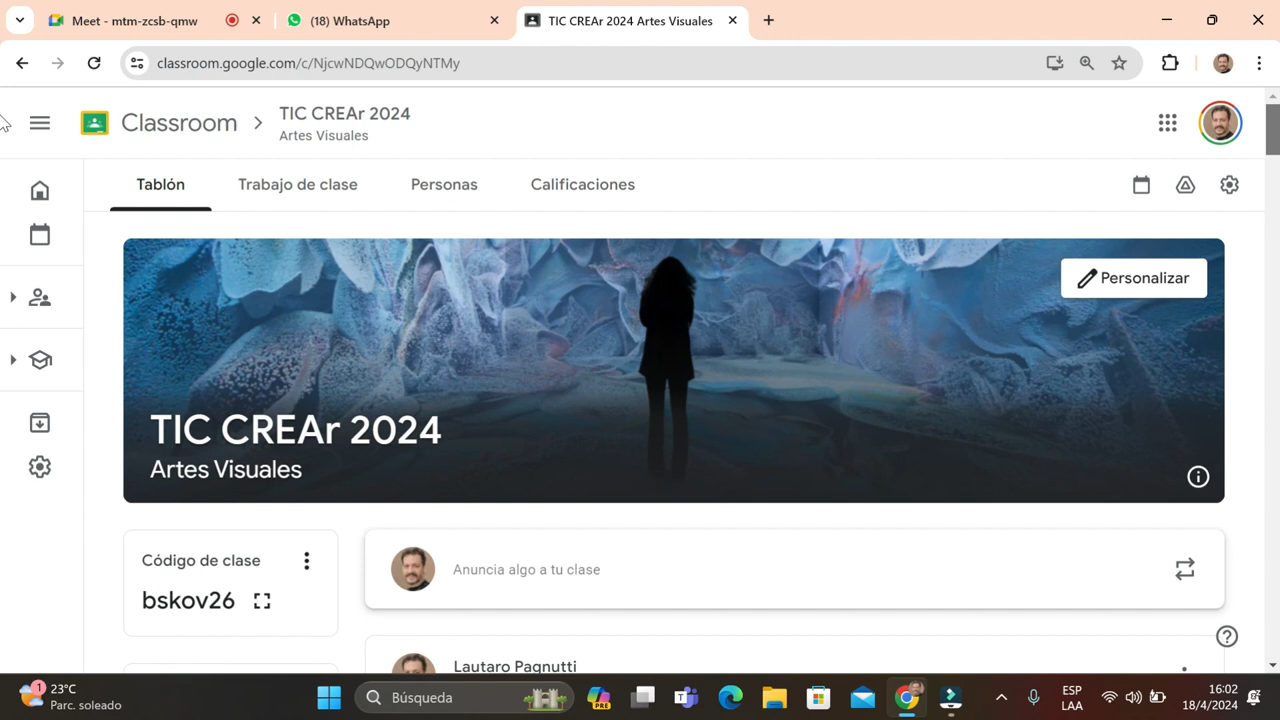 Meet - mtm-zcsb-qmw
(18) WhatsApp
TIC CREAr 2024 Artes Visuales
classroom.google.com/c/NjcwNDQwODQyNTMy
Classroom
TIC CREAr 2024
Artes Visuales
Tablón
Trabajo de clase
Personas
Calificaciones
Personalizar
TIC CREAr 2024
Artes Visuales
Código de clase
bskov26
Anuncia algo a tu clase
Lautaro Pagnutti
1
23°C
Parc. soleado
Búsqueda
PRE
ESP
LAA
16:02
18/4/2024